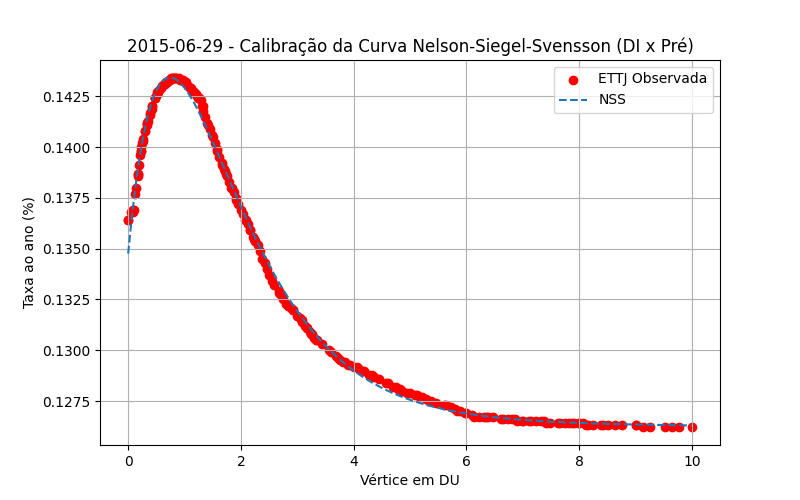 2015-06-29 - Calibração da Curva Nelson-Siegel-Svensson (DI x Pré)
ETTJ Observada
NSS
Taxa ao ano (%)
0.1425
0.1400
0.1375
0.1350
0.1325
0.1300
0.1275
0 2 4 6 8 10
Vértice em DU